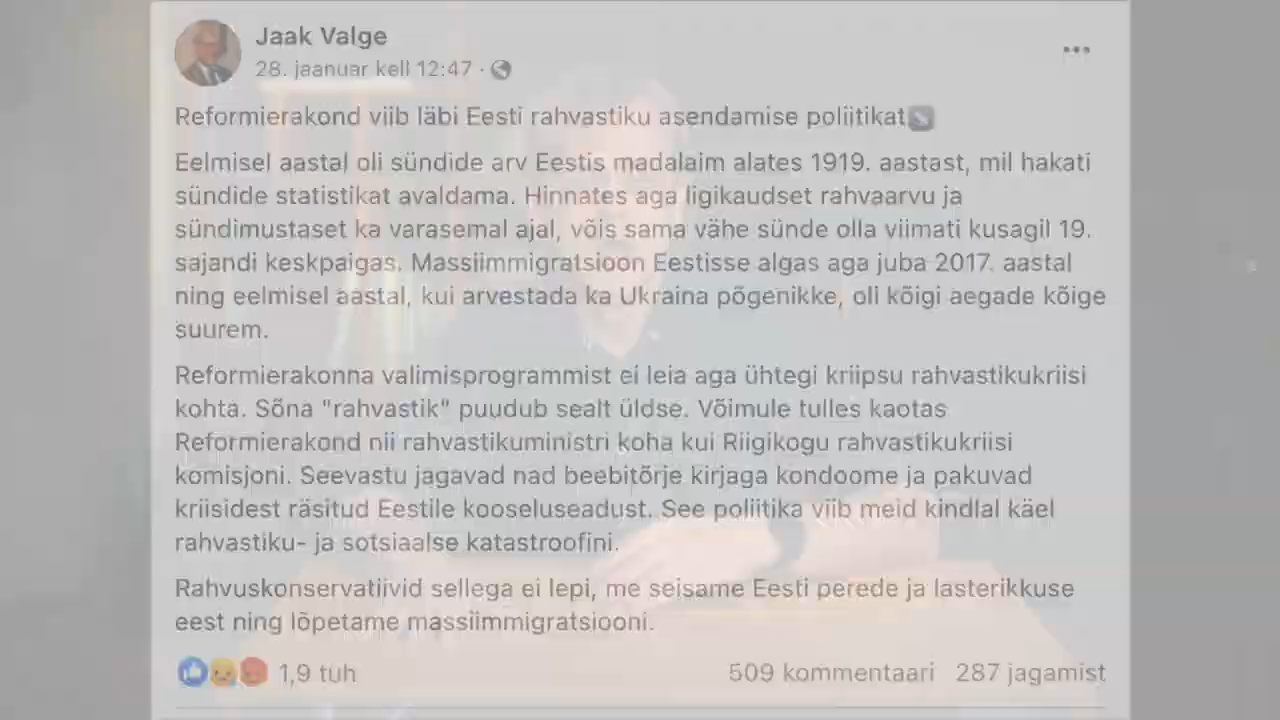 Jaak Valge
28. jaanuar kell 12:47 ·
Reformierakond viib läbi Eesti rahvastiku asendamise poliitikat
Eelmisel aastal oli sündide arv Eestis madalaim alates 1919. aastast, mil hakati
sündide statistikat avaldama. Hinnates aga ligikaudset rahvaarvu ja
sündimustaset ka varasemal ajal, võis sama vähe sünde olla viimati kusagil 19.
sajandi keskpaigas. Massiimmigratsioon Eestisse algas aga juba 2017. aastal
ning eelmisel aastal, kui arvestada ka Ukraina põgenikke, oli kõigi aegade kõige
suurem.
Reformierakonna valimisprogrammist ei leia aga ühtegi kriipsu rahvastikukriisi
kohta. Sõna "rahvastik" puudub sealt üldse. Võimule tulles kaotas
Reformierakond nii rahvastikuministri koha kui Riigikogu rahvastikukriisi
komisjoni. Seevastu jagavad nad beebitõrje kirjaga kondoome ja pakuvad
kriisidest räsitud Eestile kooseluseadust. See poliitika viib meid kindlal käel
rahvastiku- ja sotsiaalse katastroofini.
Rahvuskonservatiivid sellega ei lepi, me seisame Eesti perede ja lasterikkuse
eest ning lõpetame massiimmigratsiooni.
1,9 tuh 509 kommentaari 287 jagamist